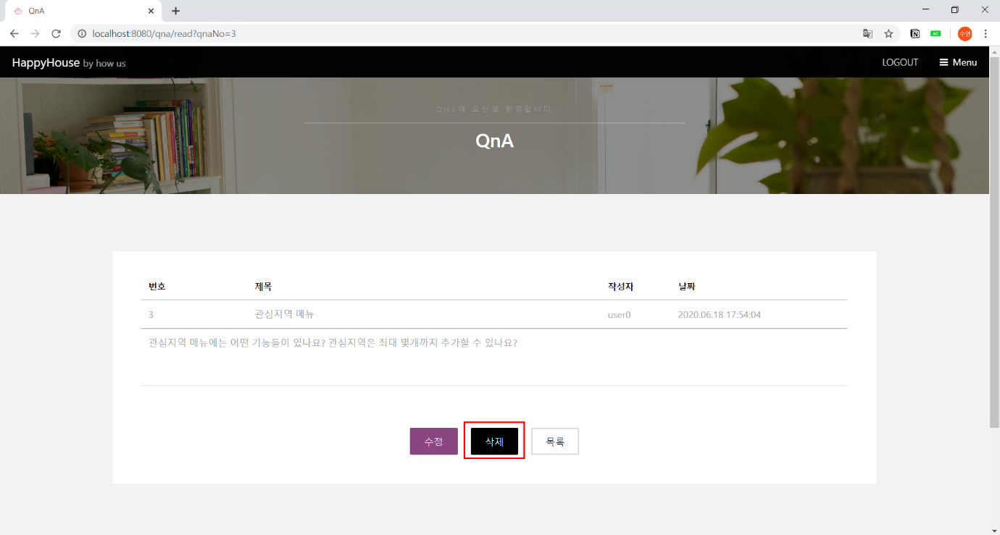 QnA
localhost:8080/qna/read?qnaNo=3
AC
수연
HappyHouse by how us
LOGOUT
Menu
QNA에 오신걸 환영합니다
QnA
번호 제목 작성자 날짜
3 관심지역 메뉴 user0 2020.06.18 17:54:04
관심지역 메뉴에는 어떤 기능들이 있나요? 관심지역은 최대 몇개까지 추가할 수 있나요?
수정 삭제 목록